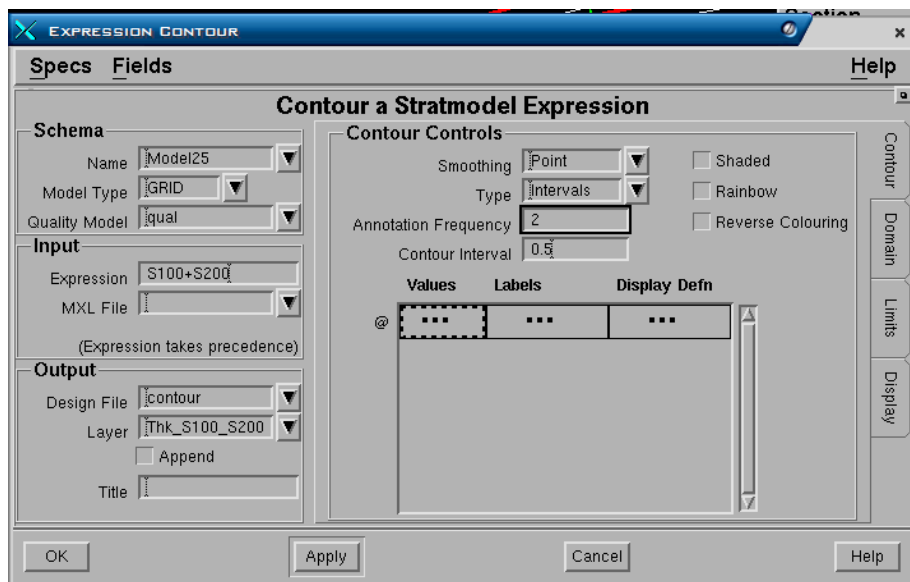 Section
EXPRESSION CONTOUR
Specs Fields Help
Contour a Stratmodel Expression
Schema
Name Model25
Model Type GRID
Quality Model qual
Input
Expression S100+S200
MXL File
(Expression takes precedence)
Output
Design File contour
Layer Thk_S100_S200
Append
Title
Contour Controls
Smoothing Point
Type Intervals
Annotation Frequency 2
Contour Interval 0.5
Shaded
Rainbow
Reverse Colouring
Values Labels Display Defn
@ ... ... ...
Contour
Domain
Limits
Display
OK Apply Cancel Help